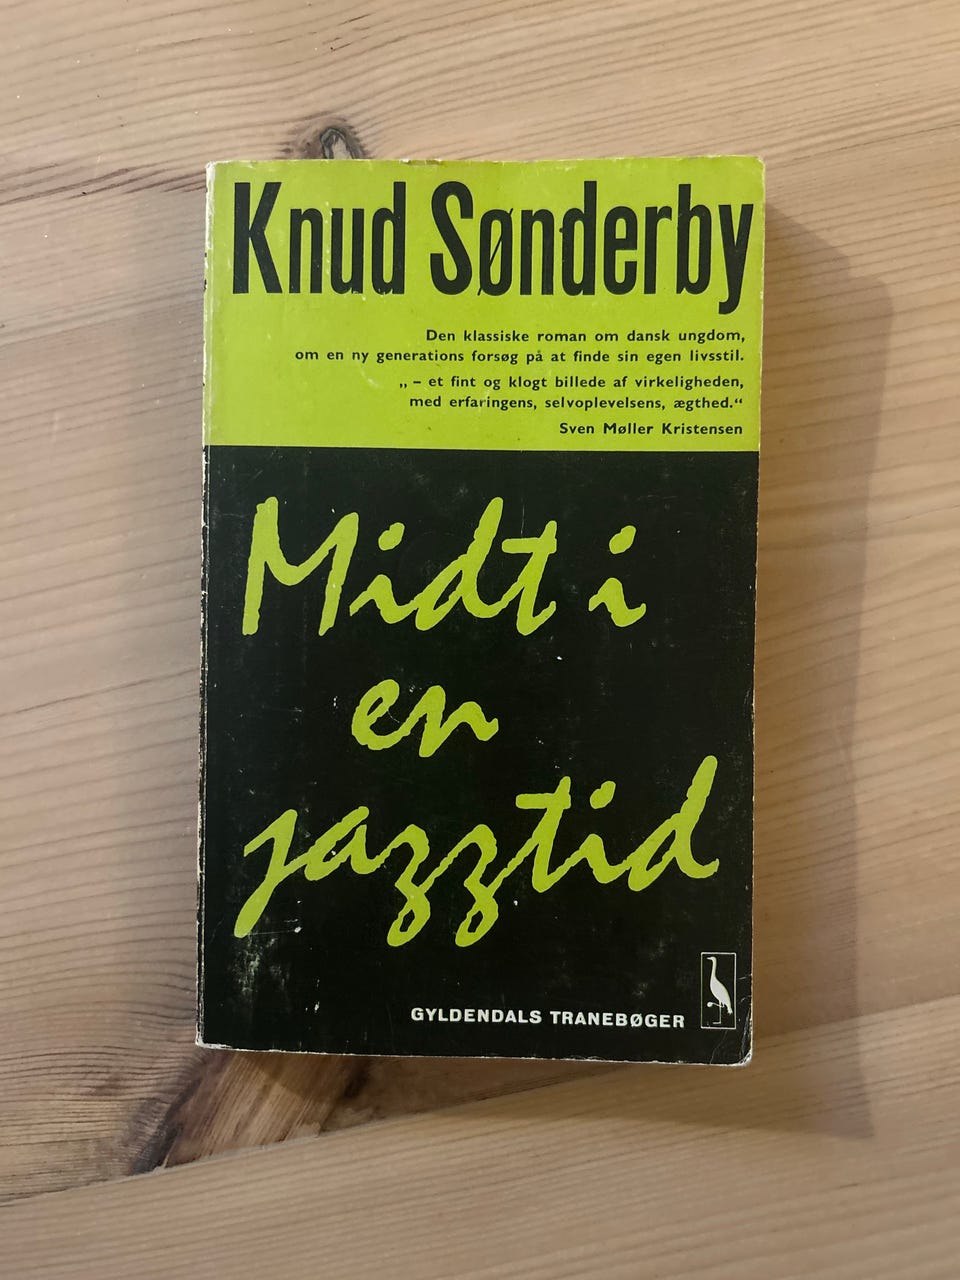 Knud Sønderby
Den klassiske roman om dansk ungdom,
om en ny generations forsøg på at finde sin egen livsstil.
„ – et fint og klogt billede af virkeligheden,
med erfaringens, selvoplevelsens, ægthed.“
Sven Møller Kristensen
Midt i
en
jazztid
GYLDENDALS TRANEBØGER